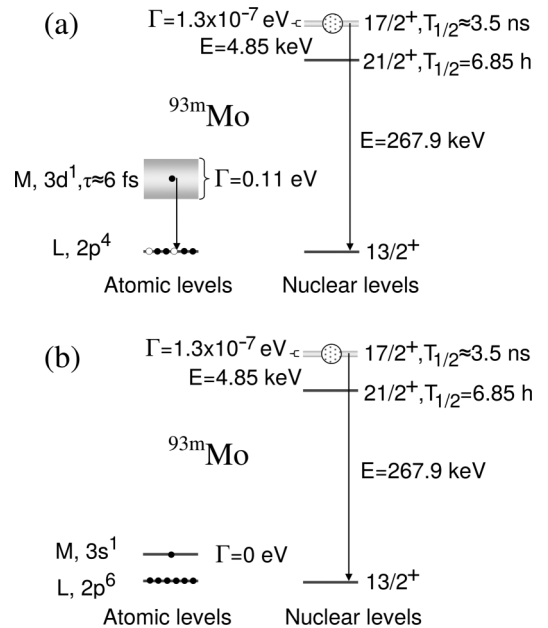 (a)
Γ=1.3x10⁻⁷ eV
17/2⁺,T₁/₂≈3.5 ns
E=4.85 keV
21/2⁺,T₁/₂=6.85 h
⁹³ᵐMo
E=267.9 keV
M, 3d¹,τ≈6 fs
Γ=0.11 eV
L, 2p⁴
13/2⁺
Atomic levels
Nuclear levels
(b)
Γ=1.3x10⁻⁷ eV
17/2⁺,T₁/₂≈3.5 ns
E=4.85 keV
21/2⁺,T₁/₂=6.85 h
⁹³ᵐMo
E=267.9 keV
M, 3s¹
Γ=0 eV
L, 2p⁶
13/2⁺
Atomic levels
Nuclear levels